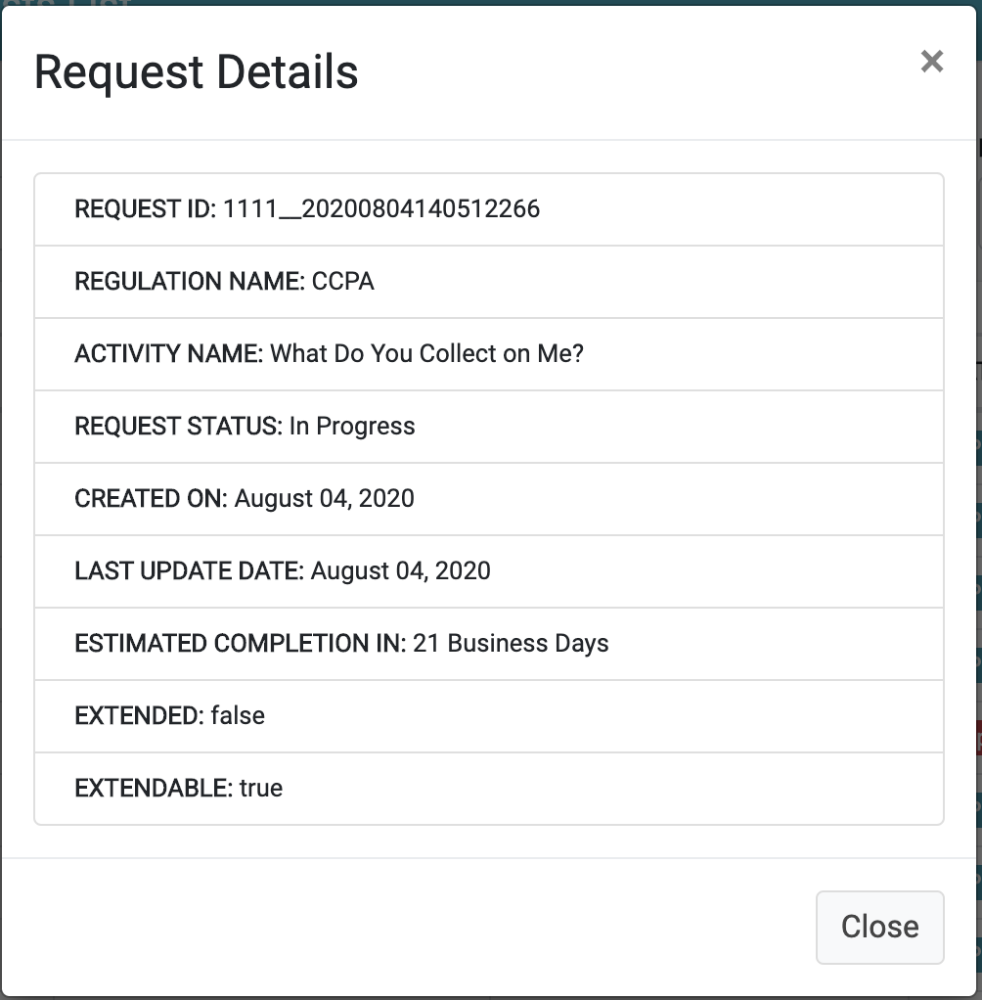 Request Details
×
REQUEST ID: 1111__20200804140512266
REGULATION NAME: CCPA
ACTIVITY NAME: What Do You Collect on Me?
REQUEST STATUS: In Progress
CREATED ON: August 04, 2020
LAST UPDATE DATE: August 04, 2020
ESTIMATED COMPLETION IN: 21 Business Days
EXTENDED: false
EXTENDABLE: true
Close